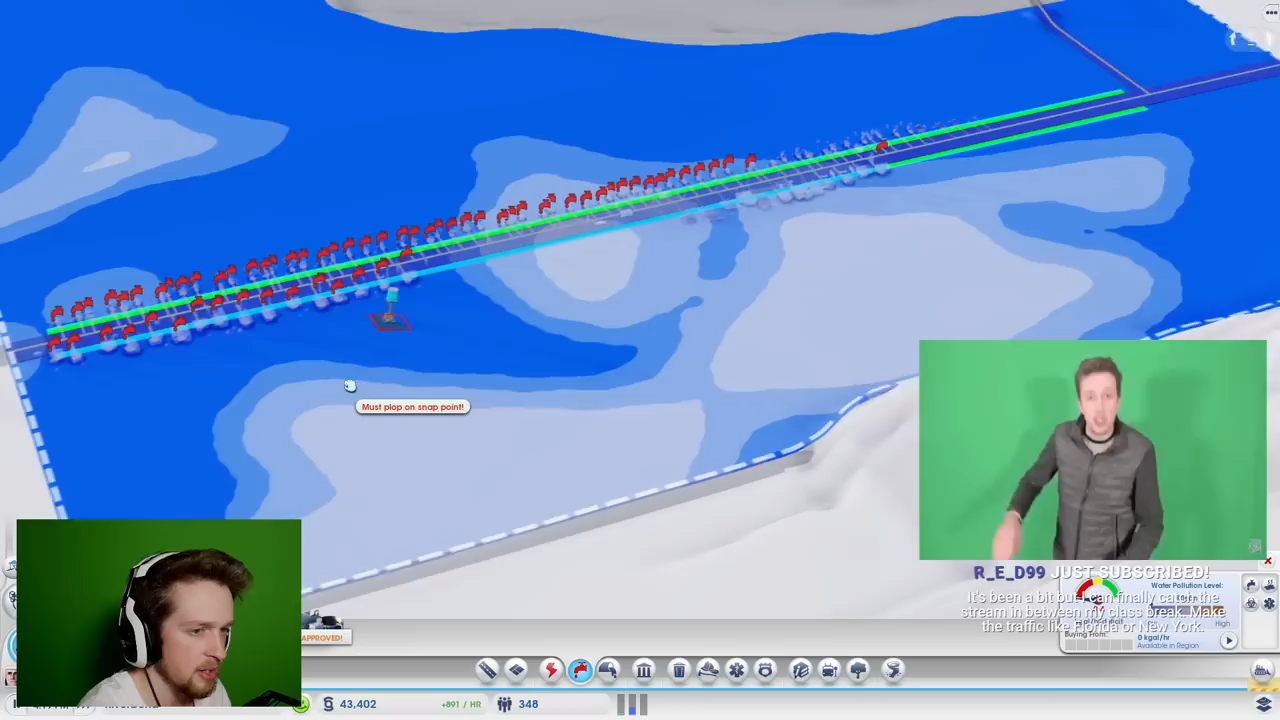 Must plop on snap point!
R_E_D99 JUST SUBSCRIBED!
It's been a bit but I can finally catch the
stream in between my class break. Make
the traffic like Florida or New York.
Water Pollution Level:
High
Buying From:
0 kgal/hr
Available in Region
APPROVED!
43,402
+891 / HR
348